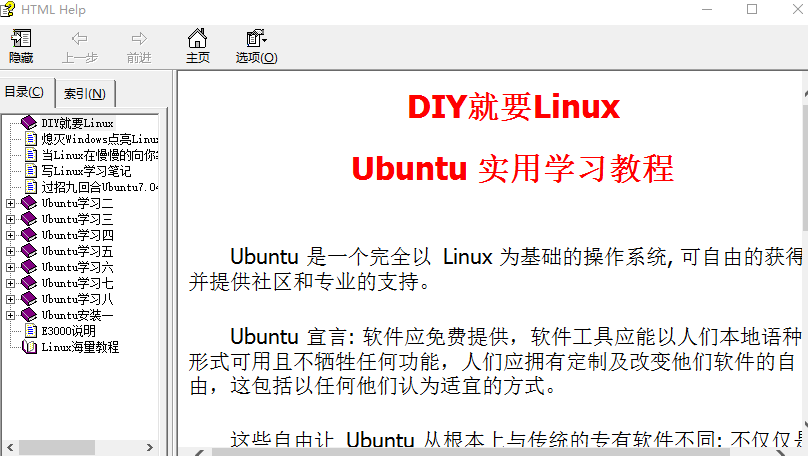 HTML Help
隐藏 上一步 前进 主页 选项(O)
目录(C) 索引(N)
DIY就要Linux
熄灭Windows点亮Linux
当Linux在慢慢的向你
写Linux学习笔记
过招九回合Ubuntu7.04
Ubuntu学习二
Ubuntu学习三
Ubuntu学习四
Ubuntu学习五
Ubuntu学习六
Ubuntu学习七
Ubuntu学习八
Ubuntu安装一
E3000说明
Linux海量教程
DIY就要Linux
Ubuntu 实用学习教程
Ubuntu 是一个完全以 Linux 为基础的操作系统, 可自由的获得
并提供社区和专业的支持。
Ubuntu 宣言: 软件应免费提供，软件工具应能以人们本地语种
形式可用且不牺牲任何功能，人们应拥有定制及改变他们软件的自
由，这包括以任何他们认为适宜的方式。
这些自由让 Ubuntu 从根本上与传统的专有软件不同: 不仅仅是